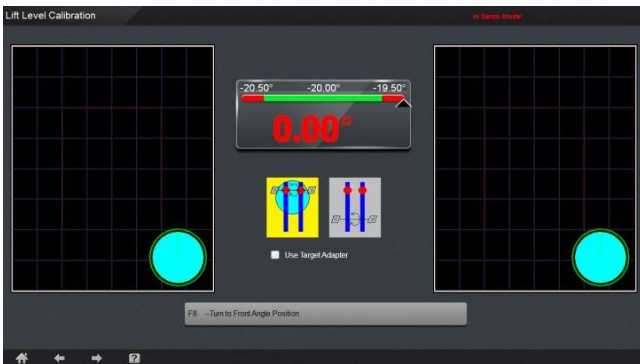 Lift Level Calibration
In Demo Mode!
-20.50° -20.00° -19.50°
0.00°
Use Target Adapter
F8 --Turn to Front Angle Position
?